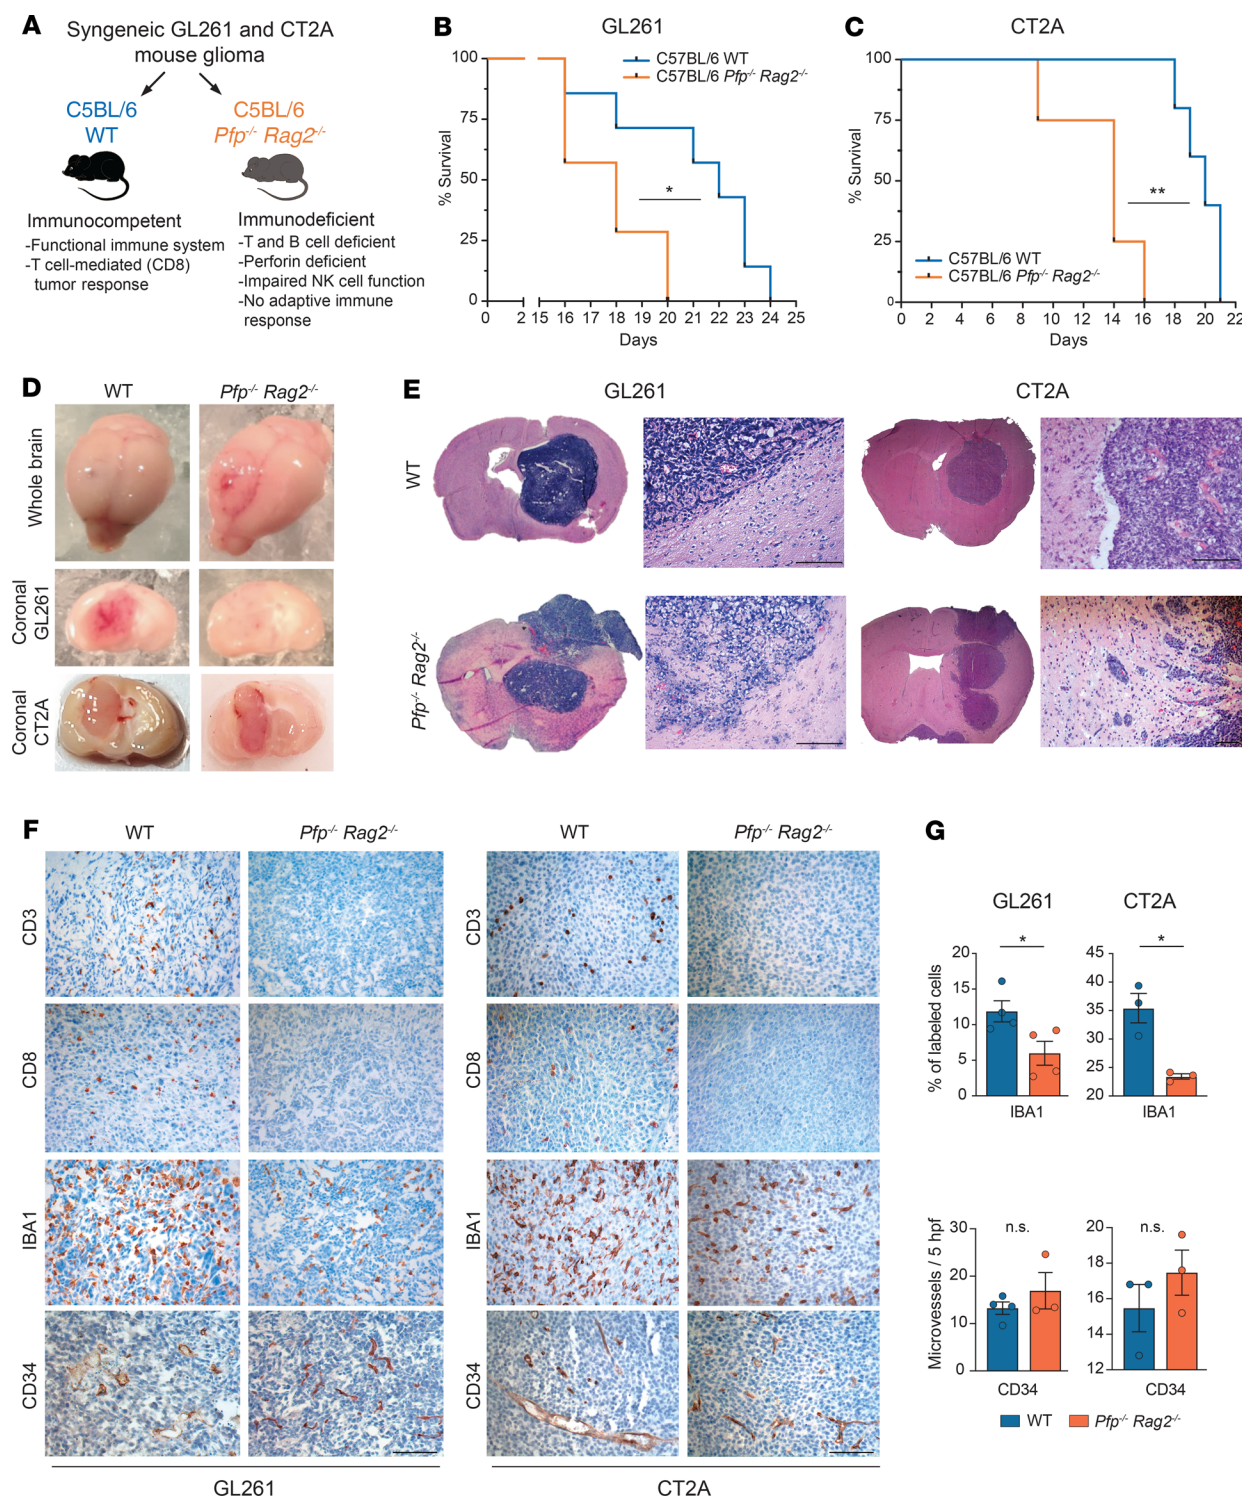 A
Syngeneic GL261 and CT2A
mouse glioma
C5BL/6
WT
C5BL/6
Pfp-/- Rag2-/-
Immunocompetent
-Functional immune system
-T cell-mediated (CD8)
tumor response
Immunodeficient
-T and B cell deficient
-Perforin deficient
-Impaired NK cell function
-No adaptive immune
response
B
GL261
C57BL/6 WT
C57BL/6 Pfp-/- Rag2-/-
% Survival
100
75
50
25
0
*
0 2 15 16 17 18 19 20 21 22 23 24 25
Days
C
CT2A
% Survival
100
75
50
25
0
**
C57BL/6 WT
C57BL/6 Pfp-/- Rag2-/-
0 2 4 6 8 10 12 14 16 18 20 22
Days
D
WT Pfp-/- Rag2-/-
Whole brain
Coronal
GL261
Coronal
CT2A
E
GL261 CT2A
WT
Pfp-/- Rag2-/-
F
WT Pfp-/- Rag2-/- WT Pfp-/- Rag2-/-
CD3 CD3
CD8 CD8
IBA1 IBA1
CD34 CD34
GL261 CT2A
G
GL261 CT2A
% of labeled cells
20
15
10
5
0
*
IBA1
45
40
35
30
25
20
*
IBA1
Microvessels / 5 hpf
30
20
10
0
n.s.
CD34
20
18
16
14
12
n.s.
CD34
WT Pfp-/- Rag2-/-